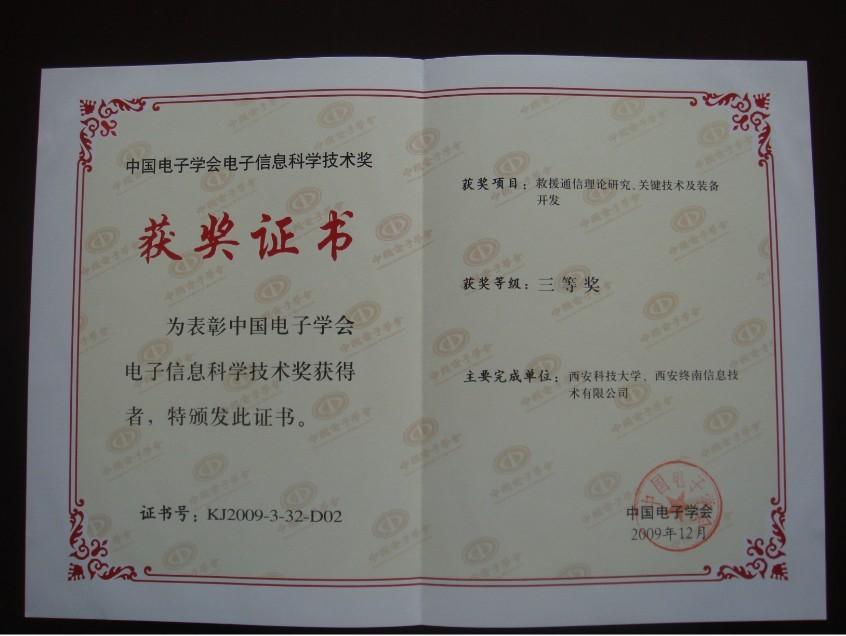 中国电子学会电子信息科学技术奖
获奖证书
为表彰中国电子学会
电子信息科学技术奖获得
者，特颁发此证书。
证书号：KJ2009-3-32-D02
获奖项目：救援通信理论研究、关键技术及装备
开发
获奖等级：三等奖
主要完成单位：西安科技大学、西安终南信息技
术有限公司
中国电子学会
2009年12月